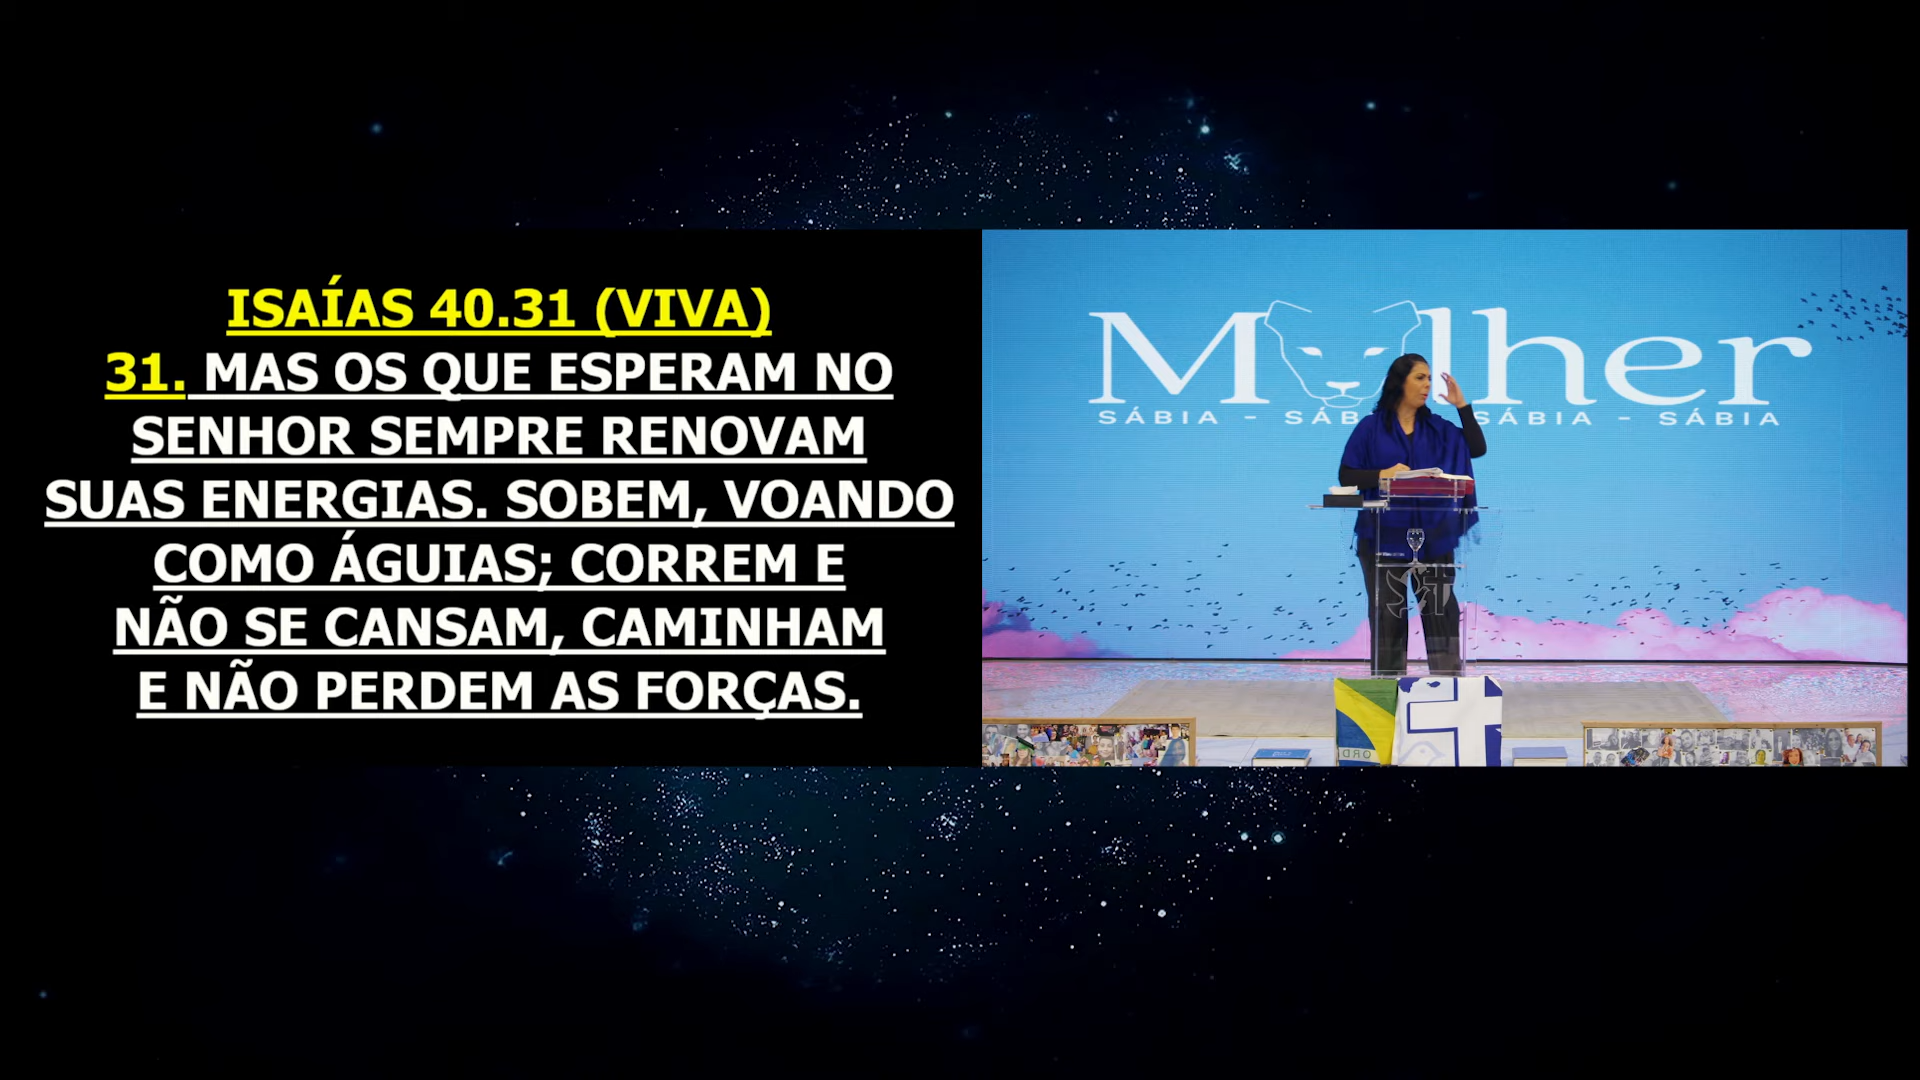 ISAÍAS 40.31 (VIVA)
31. MAS OS QUE ESPERAM NO
SENHOR SEMPRE RENOVAM
SUAS ENERGIAS. SOBEM, VOANDO
COMO ÁGUIAS; CORREM E
NÃO SE CANSAM, CAMINHAM
E NÃO PERDEM AS FORÇAS.
Mulher
SÁBIA - SÁB SÁBIA - SÁBIA